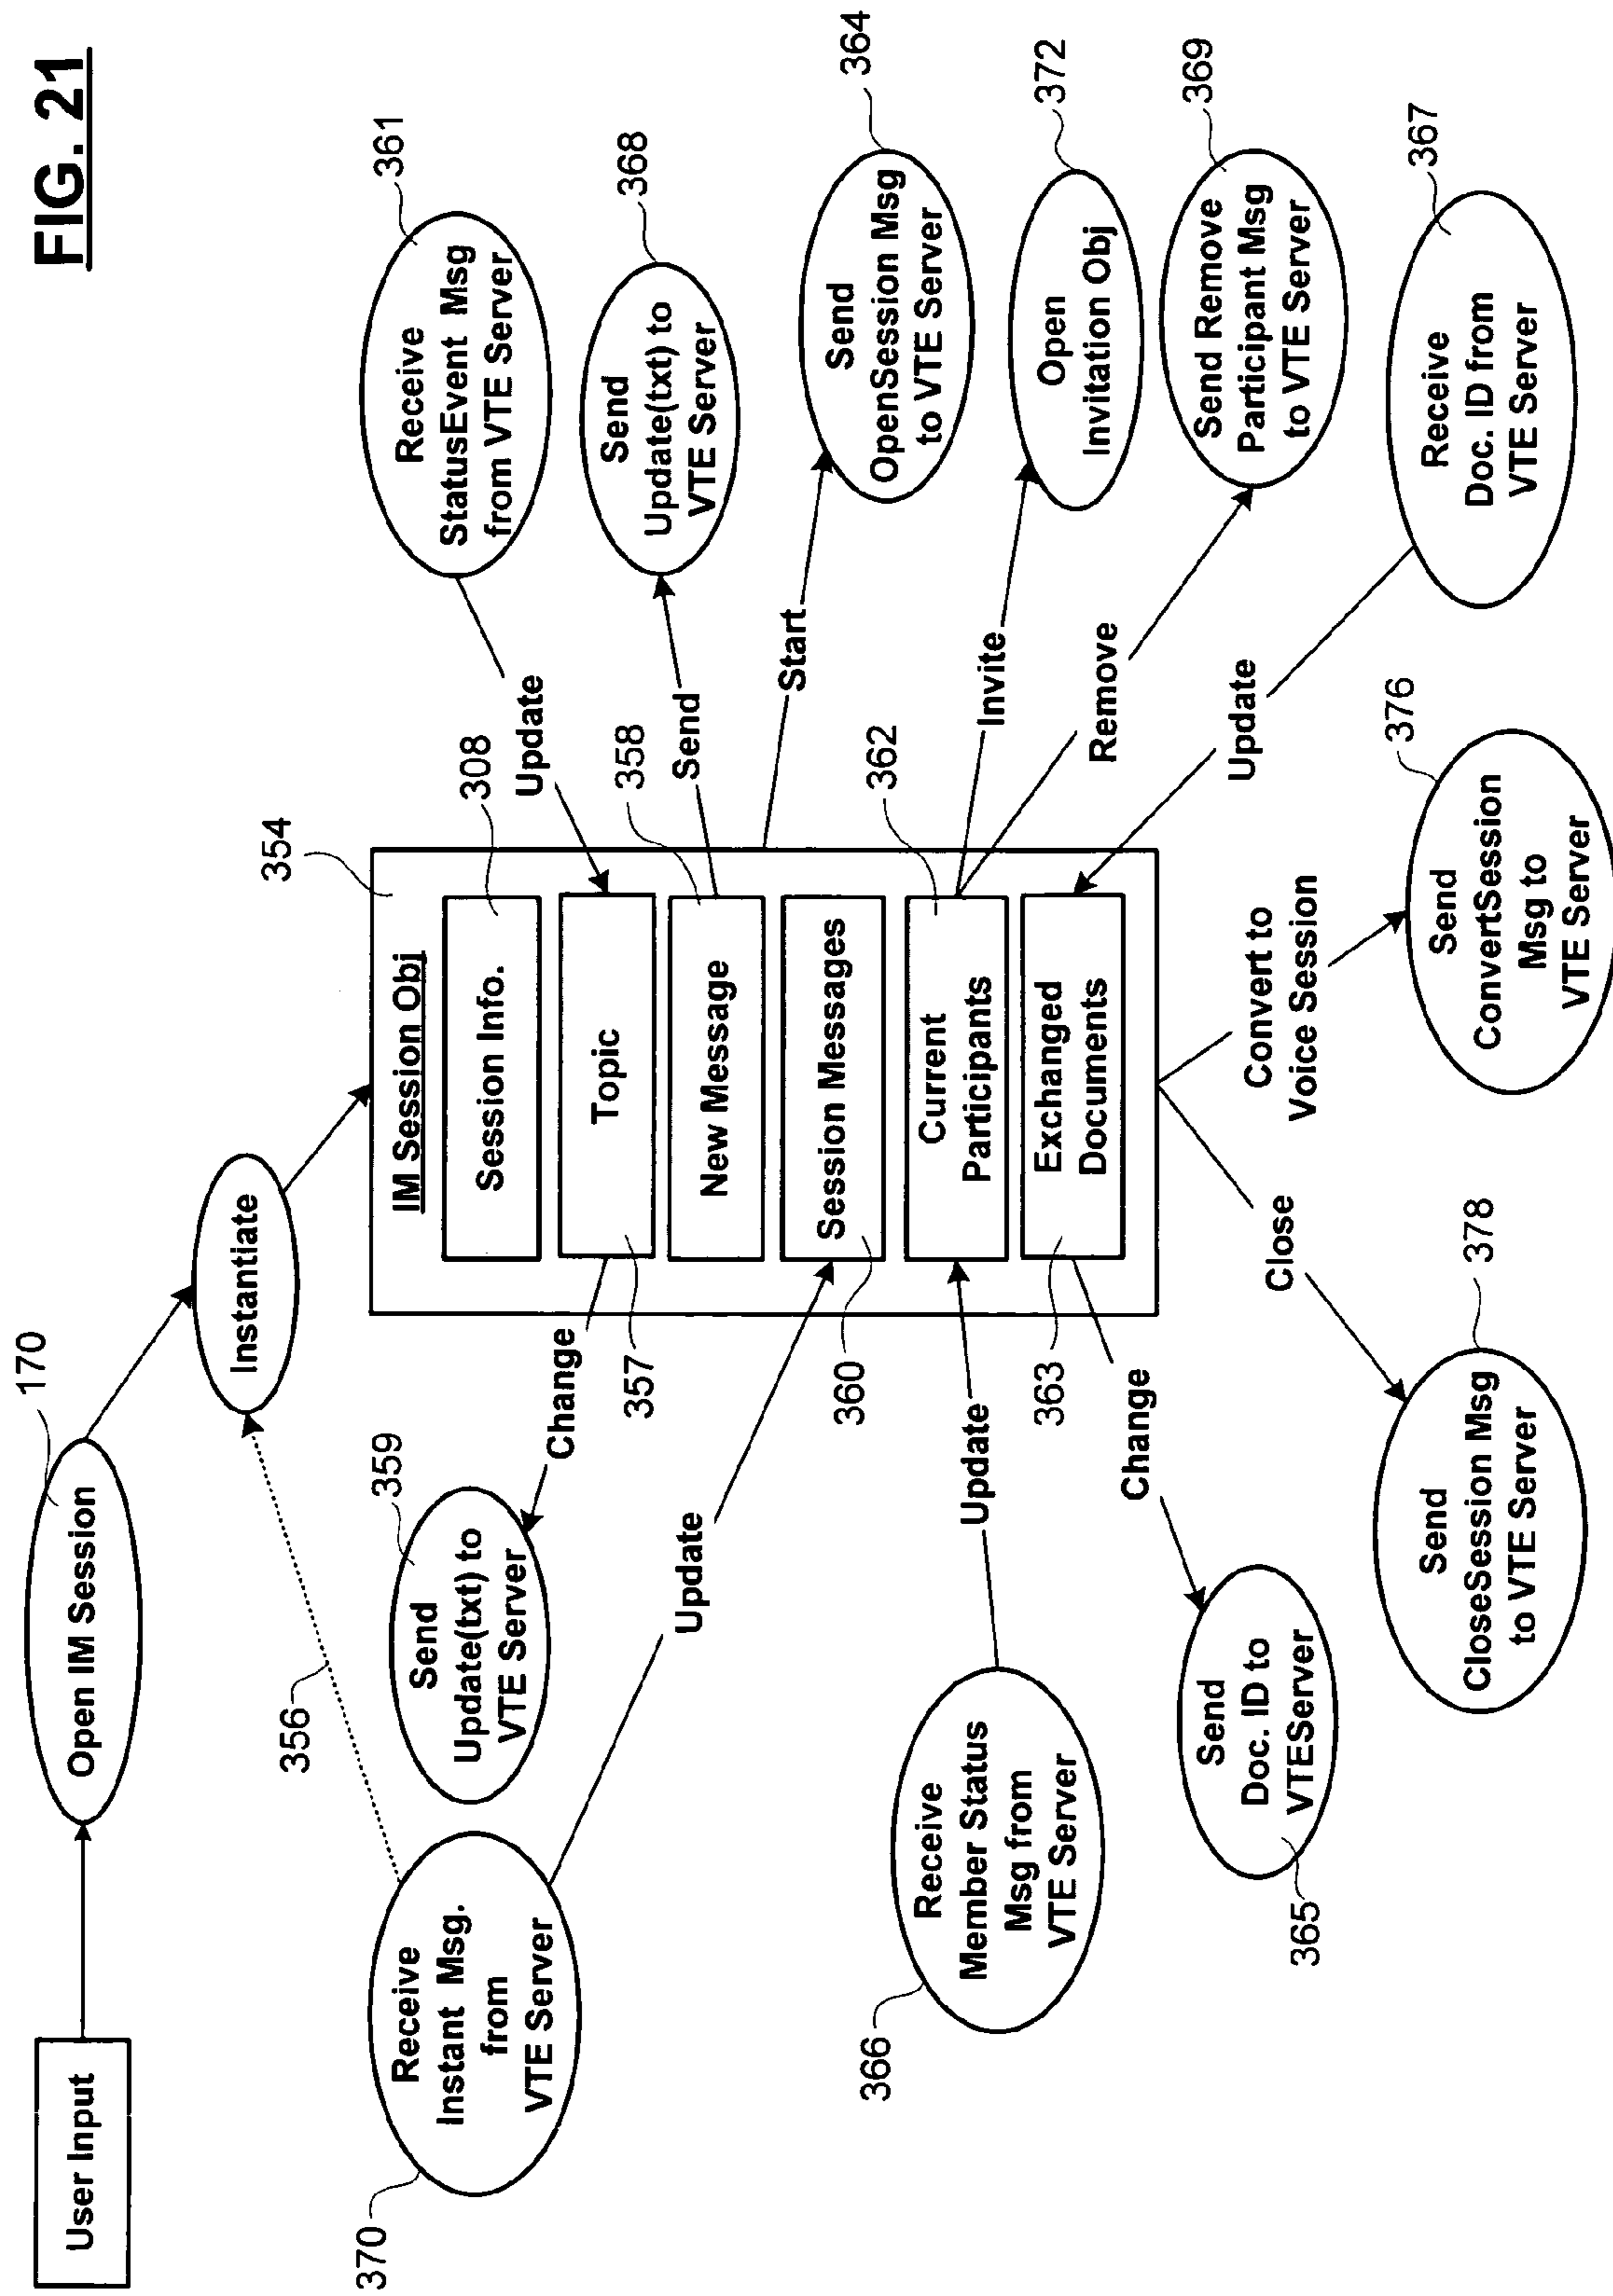 FIG. 21
User Input
Open IM Session
170
Instantiate
356
354
IM Session Obj
Session Info.
308
Topic
357
New Message
358
Session Messages
360
Current
Participants
362
Exchanged
Documents
363
Receive
Instant Msg.
from
VTE Server
370
Update
Send
Update(txt) to
VTE Server
359
Change
Receive
Member Status
Msg from
VTE Server
366
Update
Send
Doc. ID to
VTEServer
365
Change
Send
CloseSession Msg
to VTE Server
378
Close
Send
ConvertSession
Msg to
VTE Server
376
Convert to
Voice Session
Receive
StatusEvent Msg
from VTE Server
361
Update
Send
Update(txt) to
VTE Server
368
Send
Send
OpenSession Msg
to VTE Server
364
Start
Open
Invitation Obj
372
Invite
Send Remove
Participant Msg
to VTE Server
369
Remove
Receive
Doc. ID from
VTE Server
367
Update